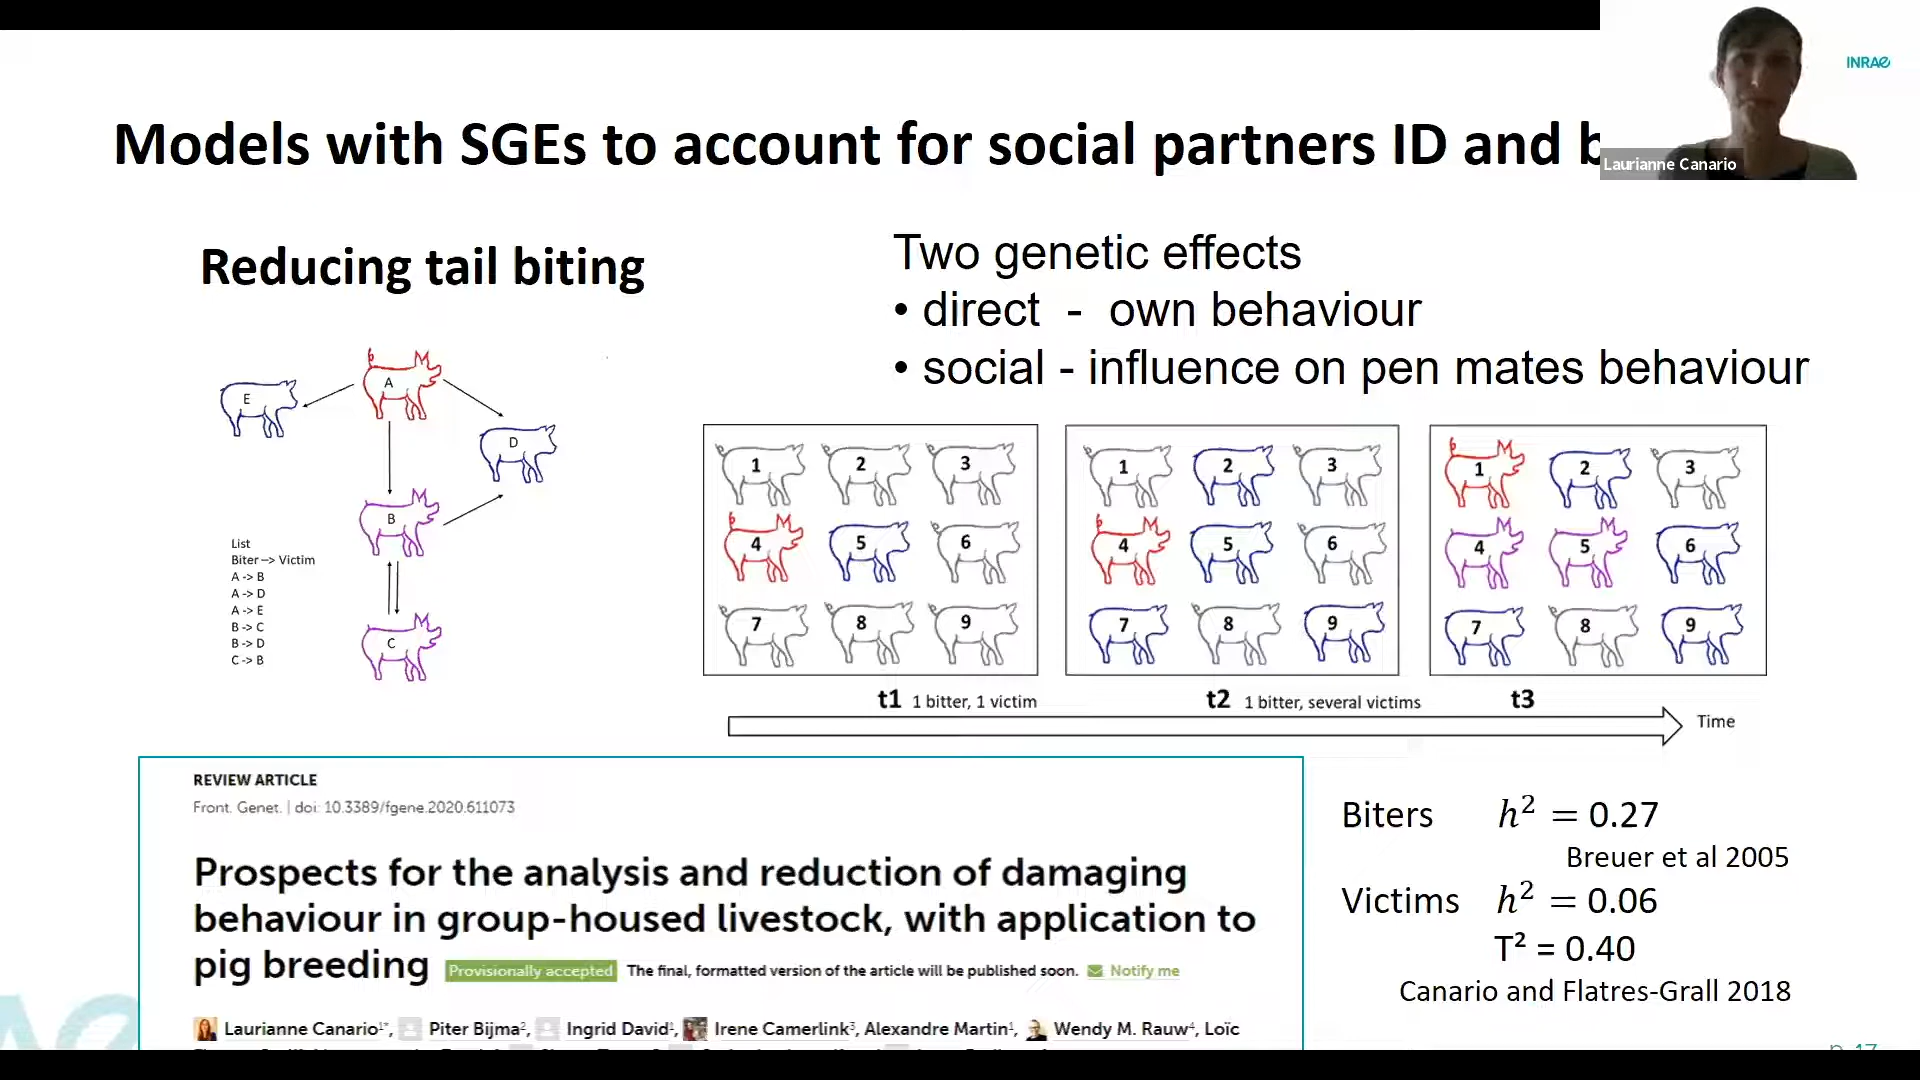 INRAE
Models with SGEs to account for social partners ID and b
Laurianne Canario
Reducing tail biting
Two genetic effects
• direct - own behaviour
• social - influence on pen mates behaviour
E
A
D
B
C
List
Biter --> Victim
A -> B
A -> D
A -> E
B -> C
B -> D
C -> B
1 2 3
4 5 6
7 8 9
1 2 3
4 5 6
7 8 9
1 2 3
4 5 6
7 8 9
t1 1 bitter, 1 victim
t2 1 bitter, several victims
t3
Time
REVIEW ARTICLE
Front. Genet. | doi: 10.3389/fgene.2020.611073
Prospects for the analysis and reduction of damaging
behaviour in group-housed livestock, with application to
pig breeding Provisionally accepted The final, formatted version of the article will be published soon. Notify me
Laurianne Canario¹*, Piter Bijma², Ingrid David¹, Irene Camerlink³, Alexandre Martin¹, Wendy M. Rauw⁴, Loïc
Biters h² = 0.27
Breuer et al 2005
Victims h² = 0.06
T² = 0.40
Canario and Flatres-Grall 2018